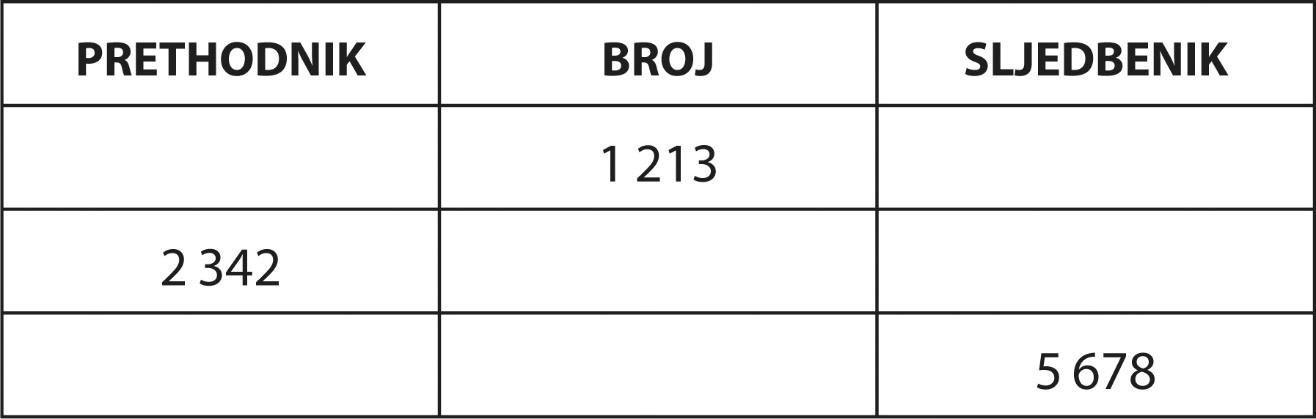 PRETHODNIK BROJ SLJEDBENIK
1 213
2 342
5 678